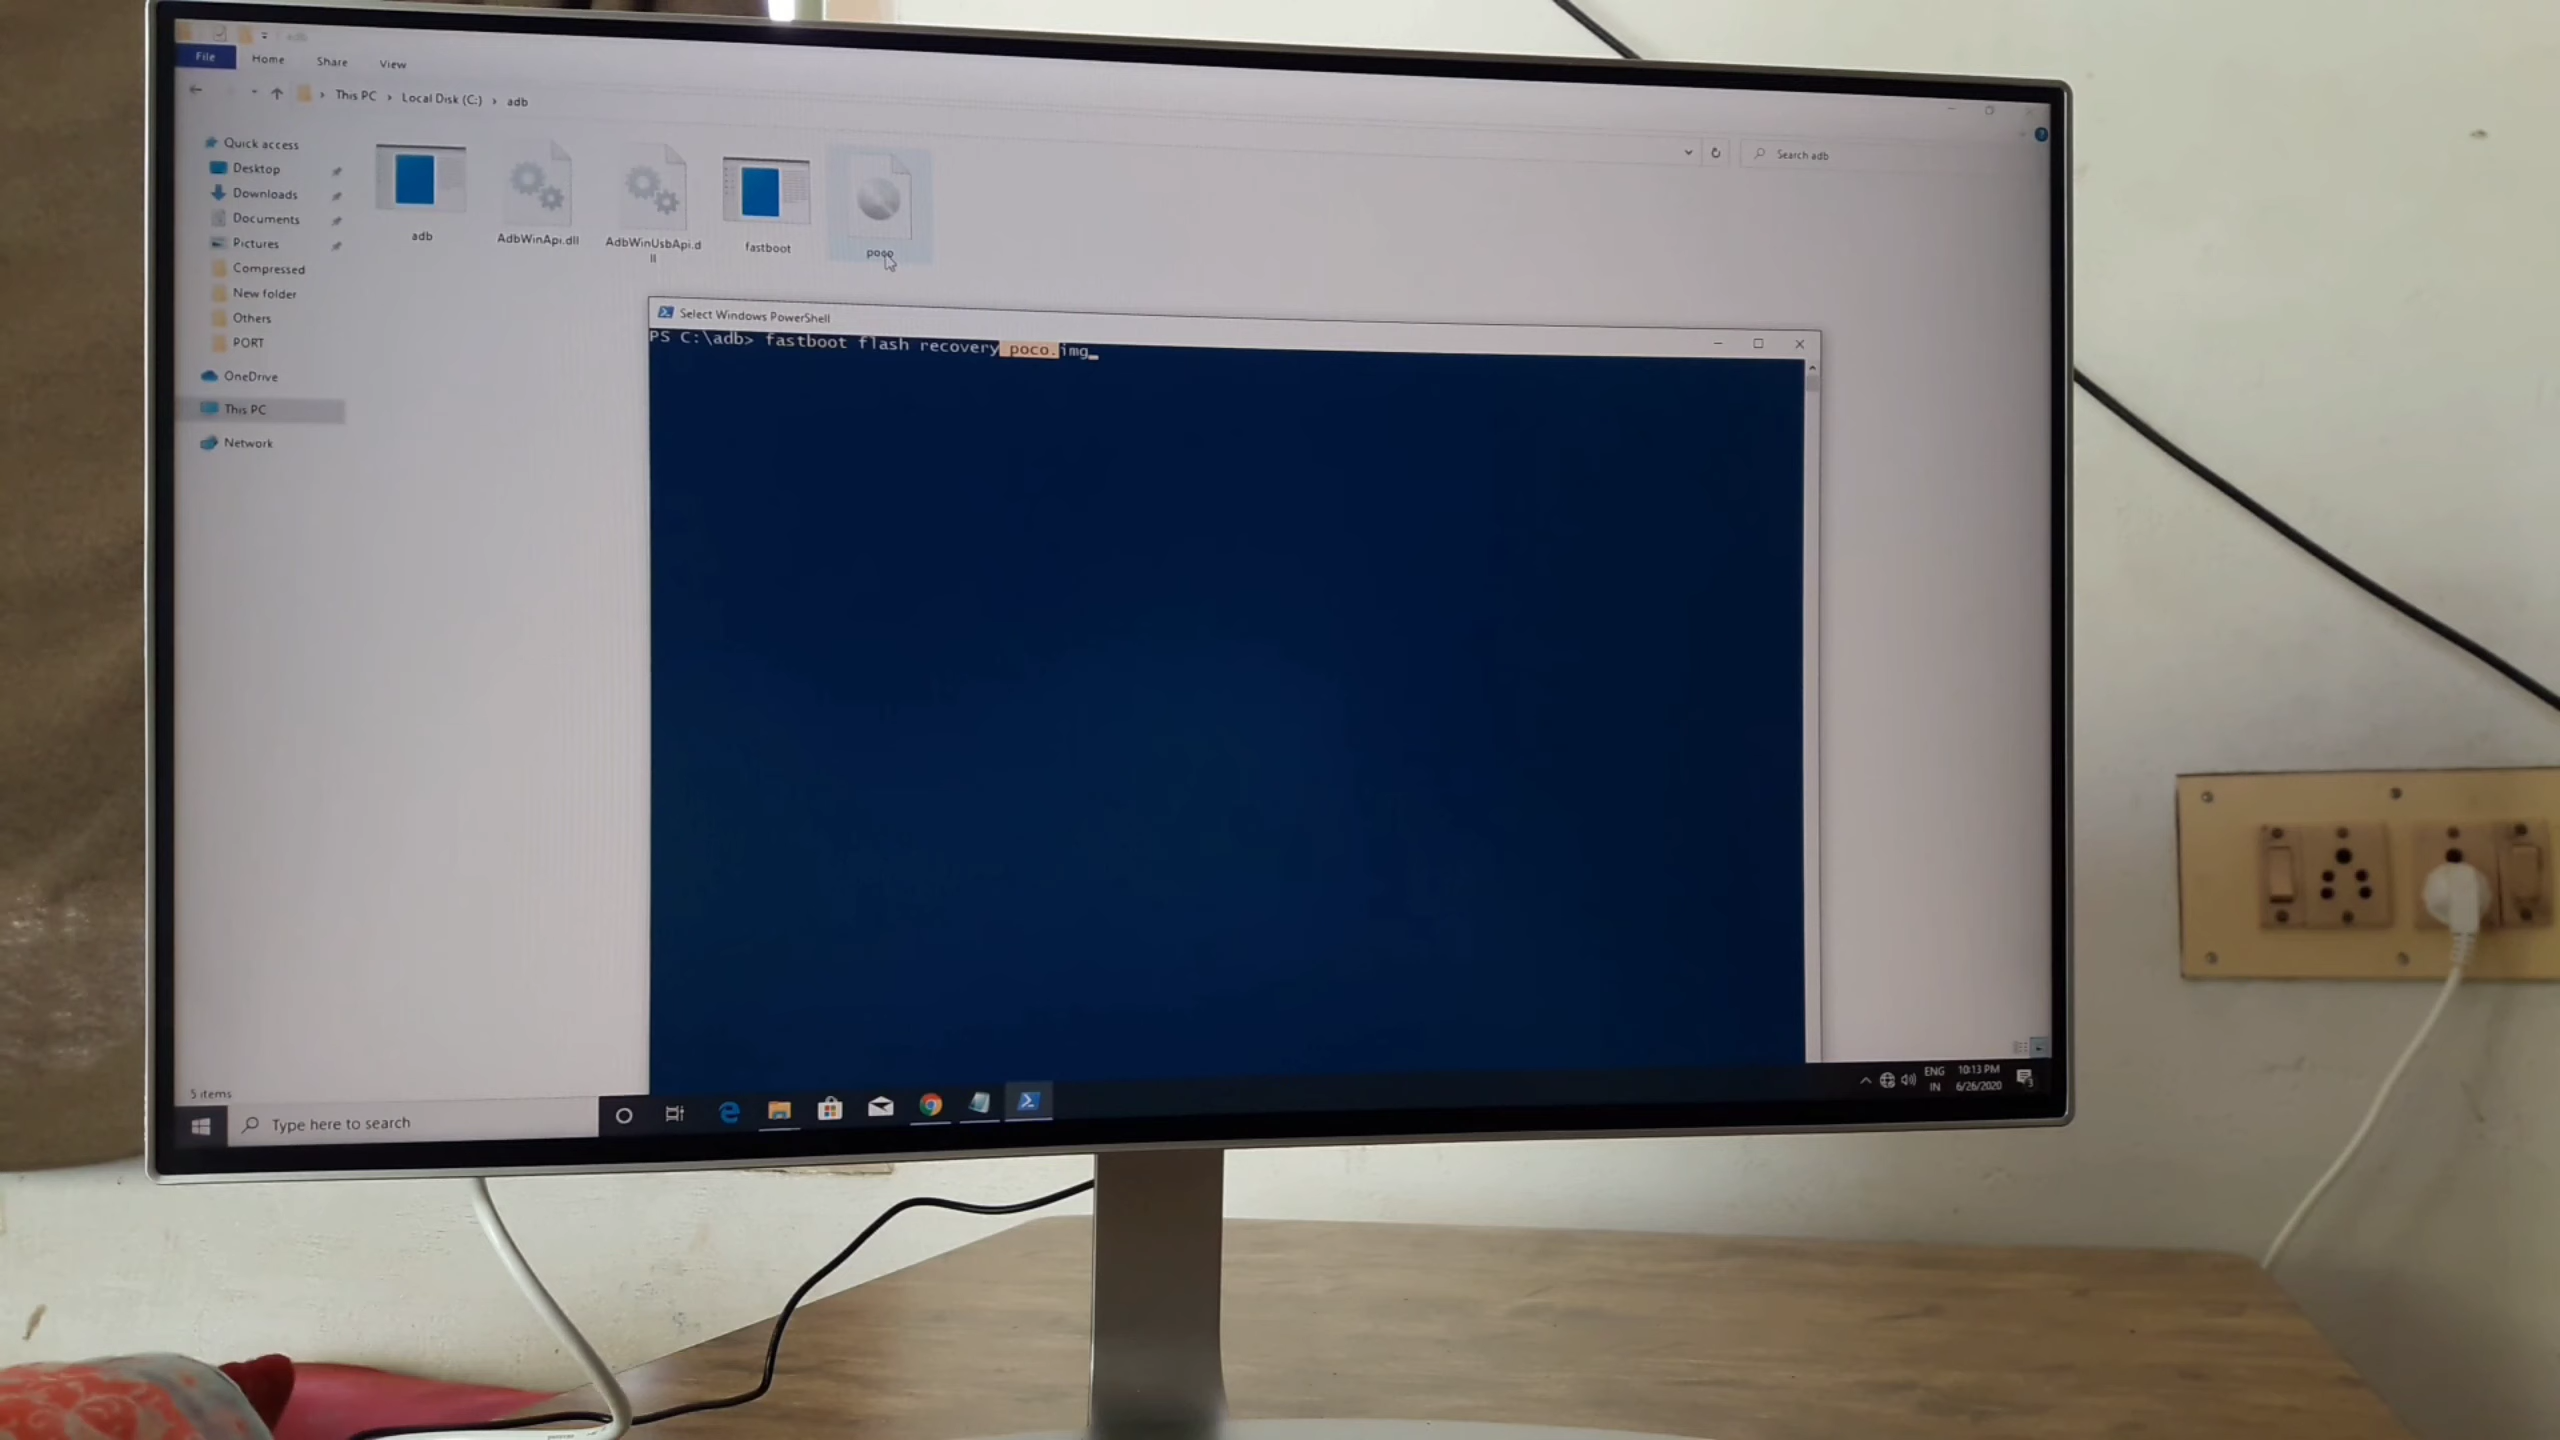 adb
File Home Share View
This PC › Local Disk (C:) › adb
Search adb
Quick access
Desktop
Downloads
Documents
Pictures
Compressed
New folder
Others
PORT
OneDrive
This PC
Network
adb
AdbWinApi.dll
AdbWinUsbApi.d
ll
fastboot
poco
Select Windows PowerShell
PS C:\adb> fastboot flash recovery poco.img
5 items
Type here to search
ENG
IN
10:13 PM
6/26/2020